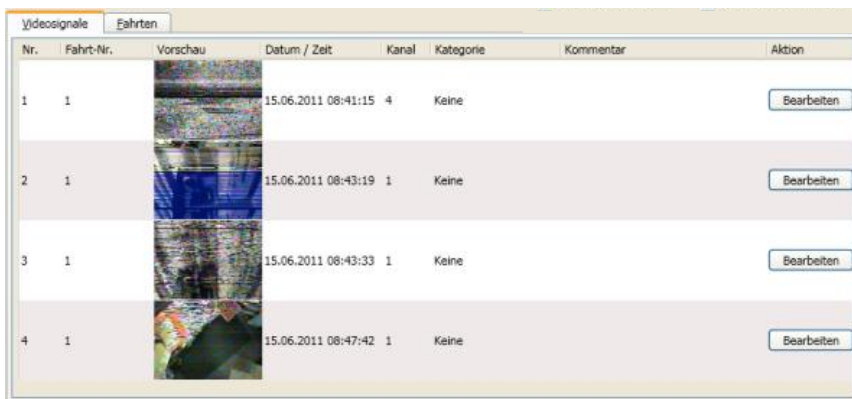 Videosignale Fahrten
Nr. Fahrt-Nr. Vorschau Datum / Zeit Kanal Kategorie Kommentar Aktion
1 1 15.06.2011 08:41:15 4 Keine Bearbeiten
2 1 15.06.2011 08:43:19 1 Keine Bearbeiten
3 1 15.06.2011 08:43:33 1 Keine Bearbeiten
4 1 15.06.2011 08:47:42 1 Keine Bearbeiten